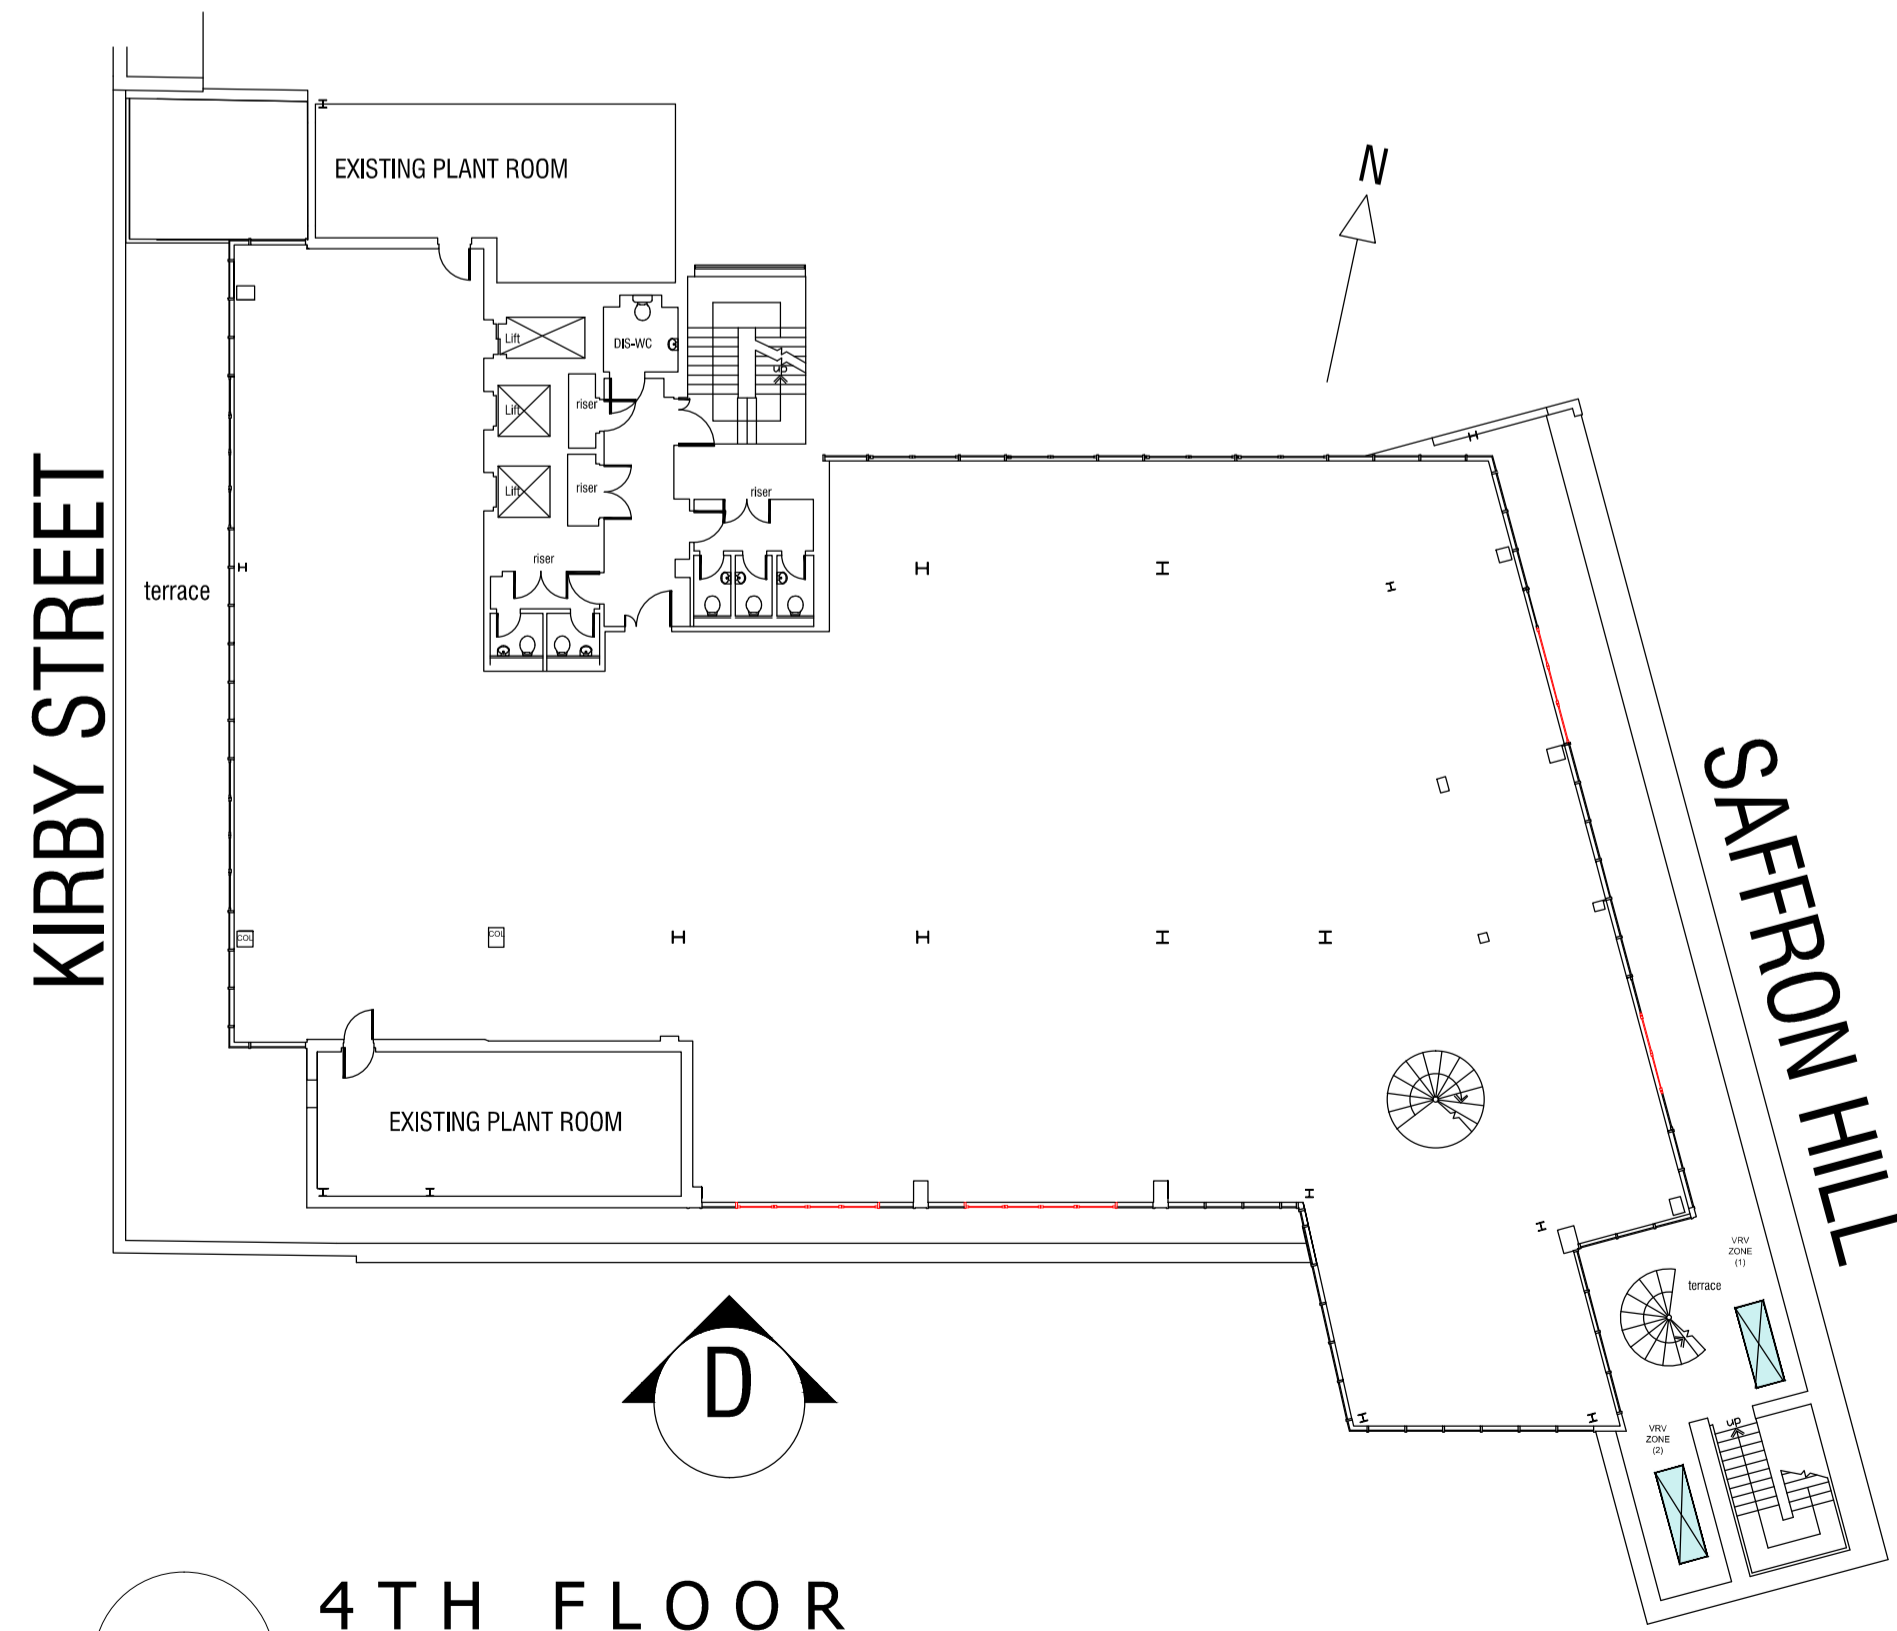 EXISTING PLANT ROOM
N
Lift
DIS-WC
up
Lift
riser
Lift
riser
riser
riser
KIRBY STREET
terrace
SAFFRON HILL
COL
COL
EXISTING PLANT ROOM
VRV
ZONE
(1)
terrace
D
up
VRV
ZONE
(2)
4TH FLOOR